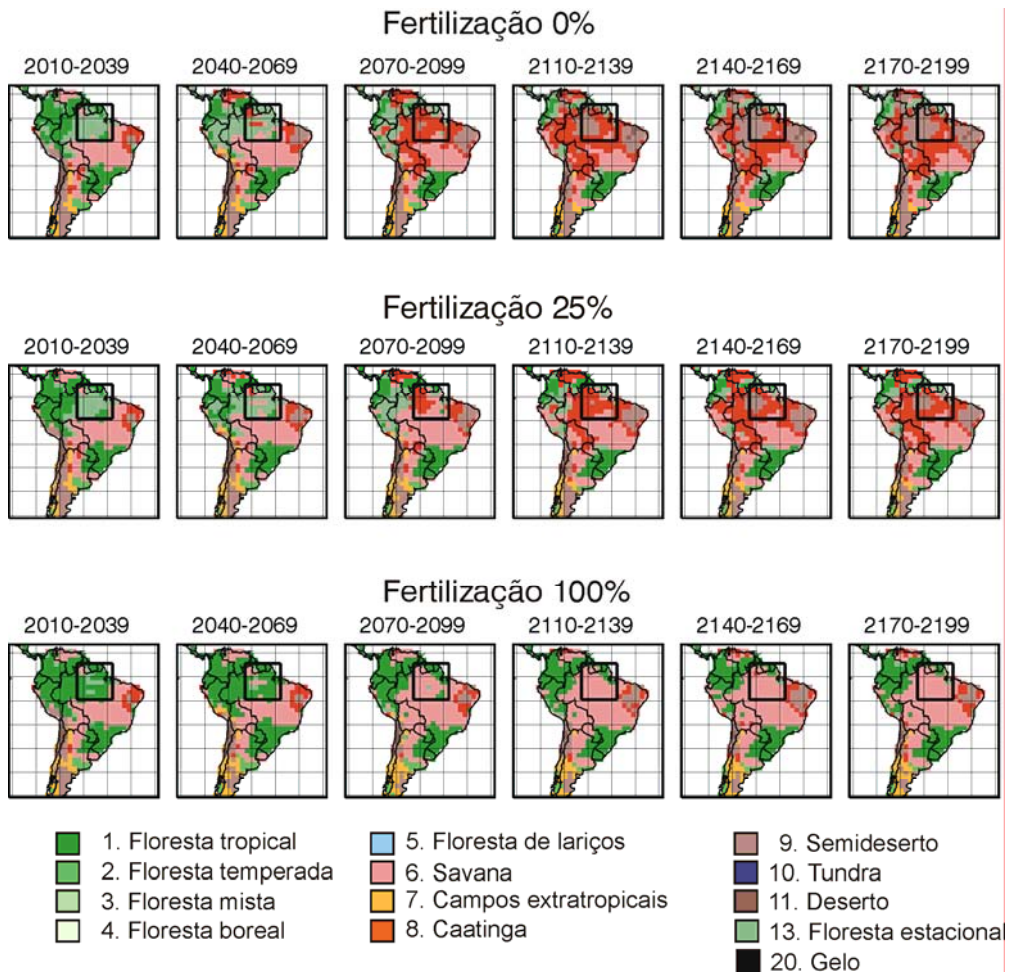 Fertilização 0%
2010-2039 2040-2069 2070-2099 2110-2139 2140-2169 2170-2199
Fertilização 25%
2010-2039 2040-2069 2070-2099 2110-2139 2140-2169 2170-2199
Fertilização 100%
2010-2039 2040-2069 2070-2099 2110-2139 2140-2169 2170-2199
1. Floresta tropical
2. Floresta temperada
3. Floresta mista
4. Floresta boreal
5. Floresta de lariços
6. Savana
7. Campos extratropicais
8. Caatinga
9. Semideserto
10. Tundra
11. Deserto
13. Floresta estacional
20. Gelo